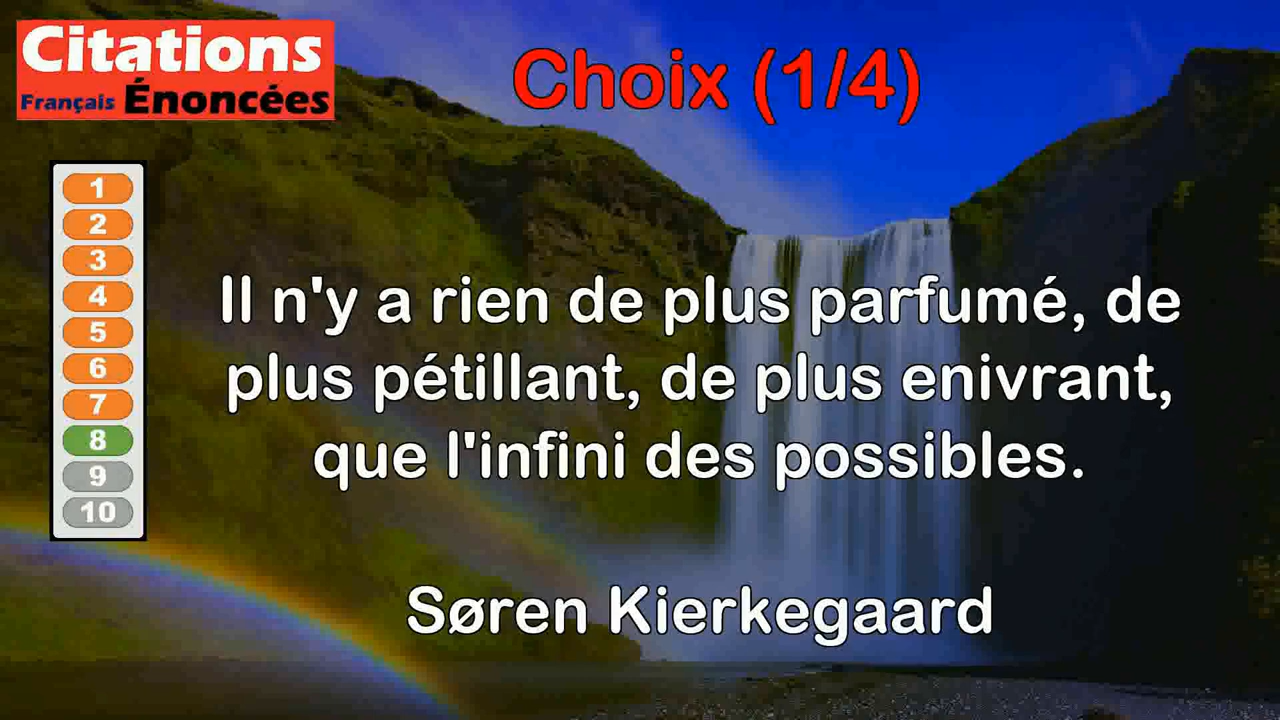 Citations
Français Énoncées
Choix (1/4)
1
2
3
4
5
6
7
8
9
10
Il n'y a rien de plus parfumé, de
plus pétillant, de plus enivrant,
que l'infini des possibles.
Søren Kierkegaard